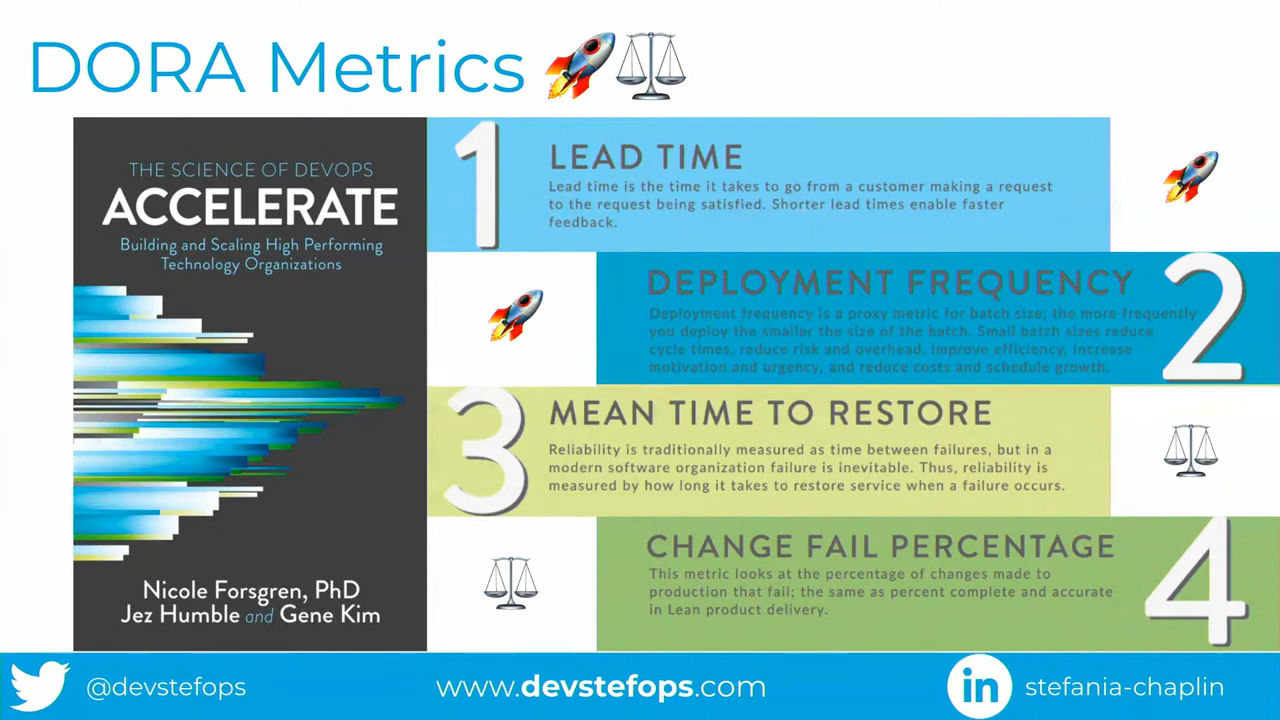 DORA Metrics
THE SCIENCE OF DEVOPS
ACCELERATE
Building and Scaling High Performing
Technology Organizations
Nicole Forsgren, PhD
Jez Humble and Gene Kim
1
LEAD TIME
Lead time is the time it takes to go from a customer making a request
to the request being satisfied. Shorter lead times enable faster
feedback.
DEPLOYMENT FREQUENCY
2
Deployment frequency is a proxy metric for batch size; the more frequently
you deploy the smaller the size of the batch. Small batch sizes reduce
cycle times, reduce risk and overhead, improve efficiency, increase
motivation and urgency, and reduce costs and schedule growth.
3
MEAN TIME TO RESTORE
Reliability is traditionally measured as time between failures, but in a
modern software organization failure is inevitable. Thus, reliability is
measured by how long it takes to restore service when a failure occurs.
CHANGE FAIL PERCENTAGE
4
This metric looks at the percentage of changes made to
production that fail; the same as percent complete and accurate
in Lean product delivery.
@devstefops
www.devstefops.com
in
stefania-chaplin